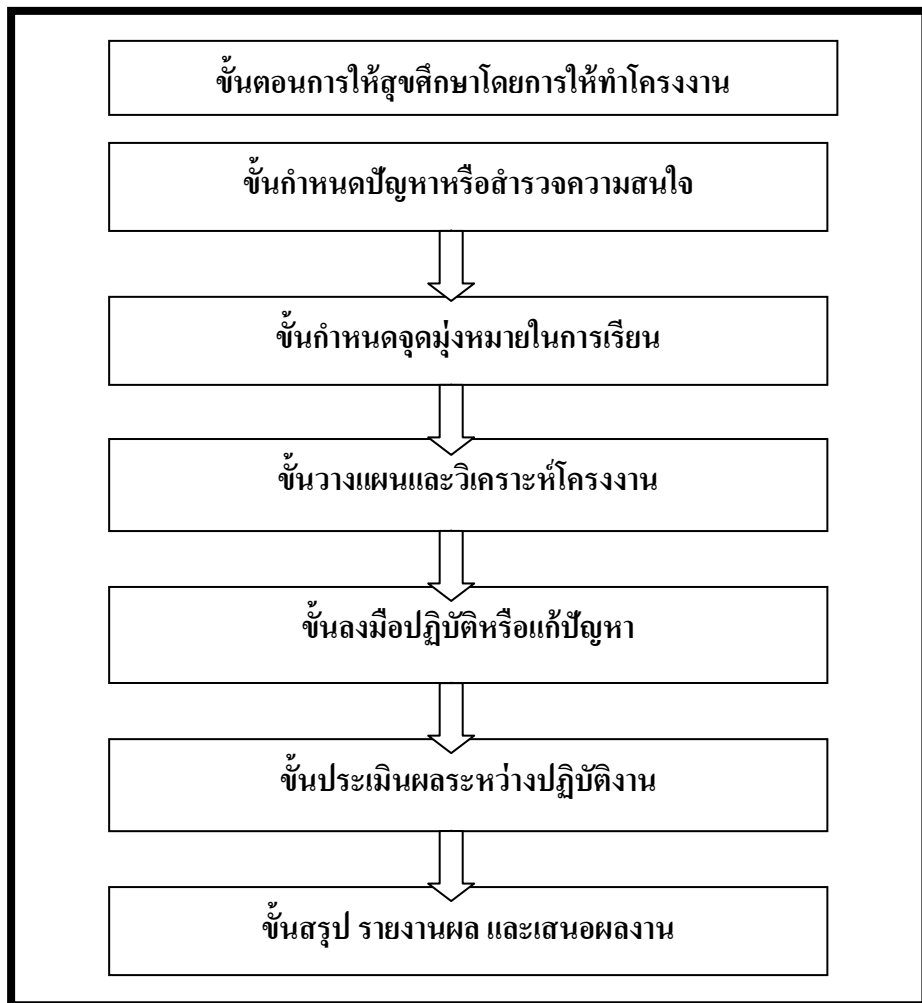 ขั้นตอนการให้สุขศึกษาโดยการให้ทำโครงงาน
ขั้นกำหนดปัญหาหรือสำรวจความสนใจ
ขั้นกำหนดจุดมุ่งหมายในการเรียน
ขั้นวางแผนและวิเคราะห์โครงงาน
ขั้นลงมือปฏิบัติหรือแก้ปัญหา
ขั้นประเมินผลระหว่างปฏิบัติงาน
ขั้นสรุป รายงานผล และเสนอผลงาน